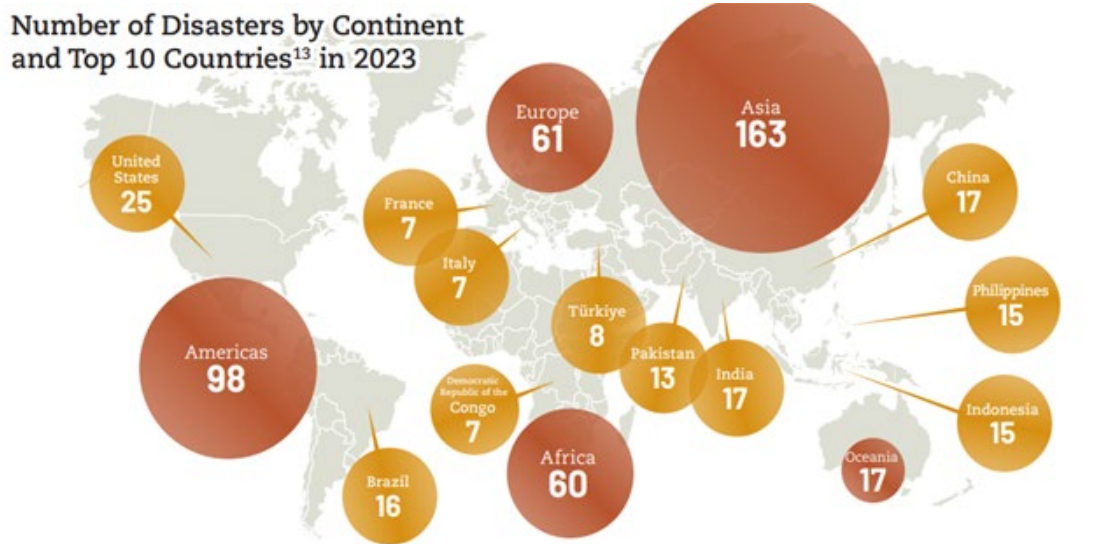 Number of Disasters by Continent
and Top 10 Countries¹³ in 2023
Europe
61
Asia
163
United
States
25
France
7
China
17
Italy
7
Philippines
15
Türkiye
8
Americas
98
Pakistan
13
India
17
Democratic
Republic of the
Congo
7
Indonesia
15
Africa
60
Oceania
17
Brazil
16